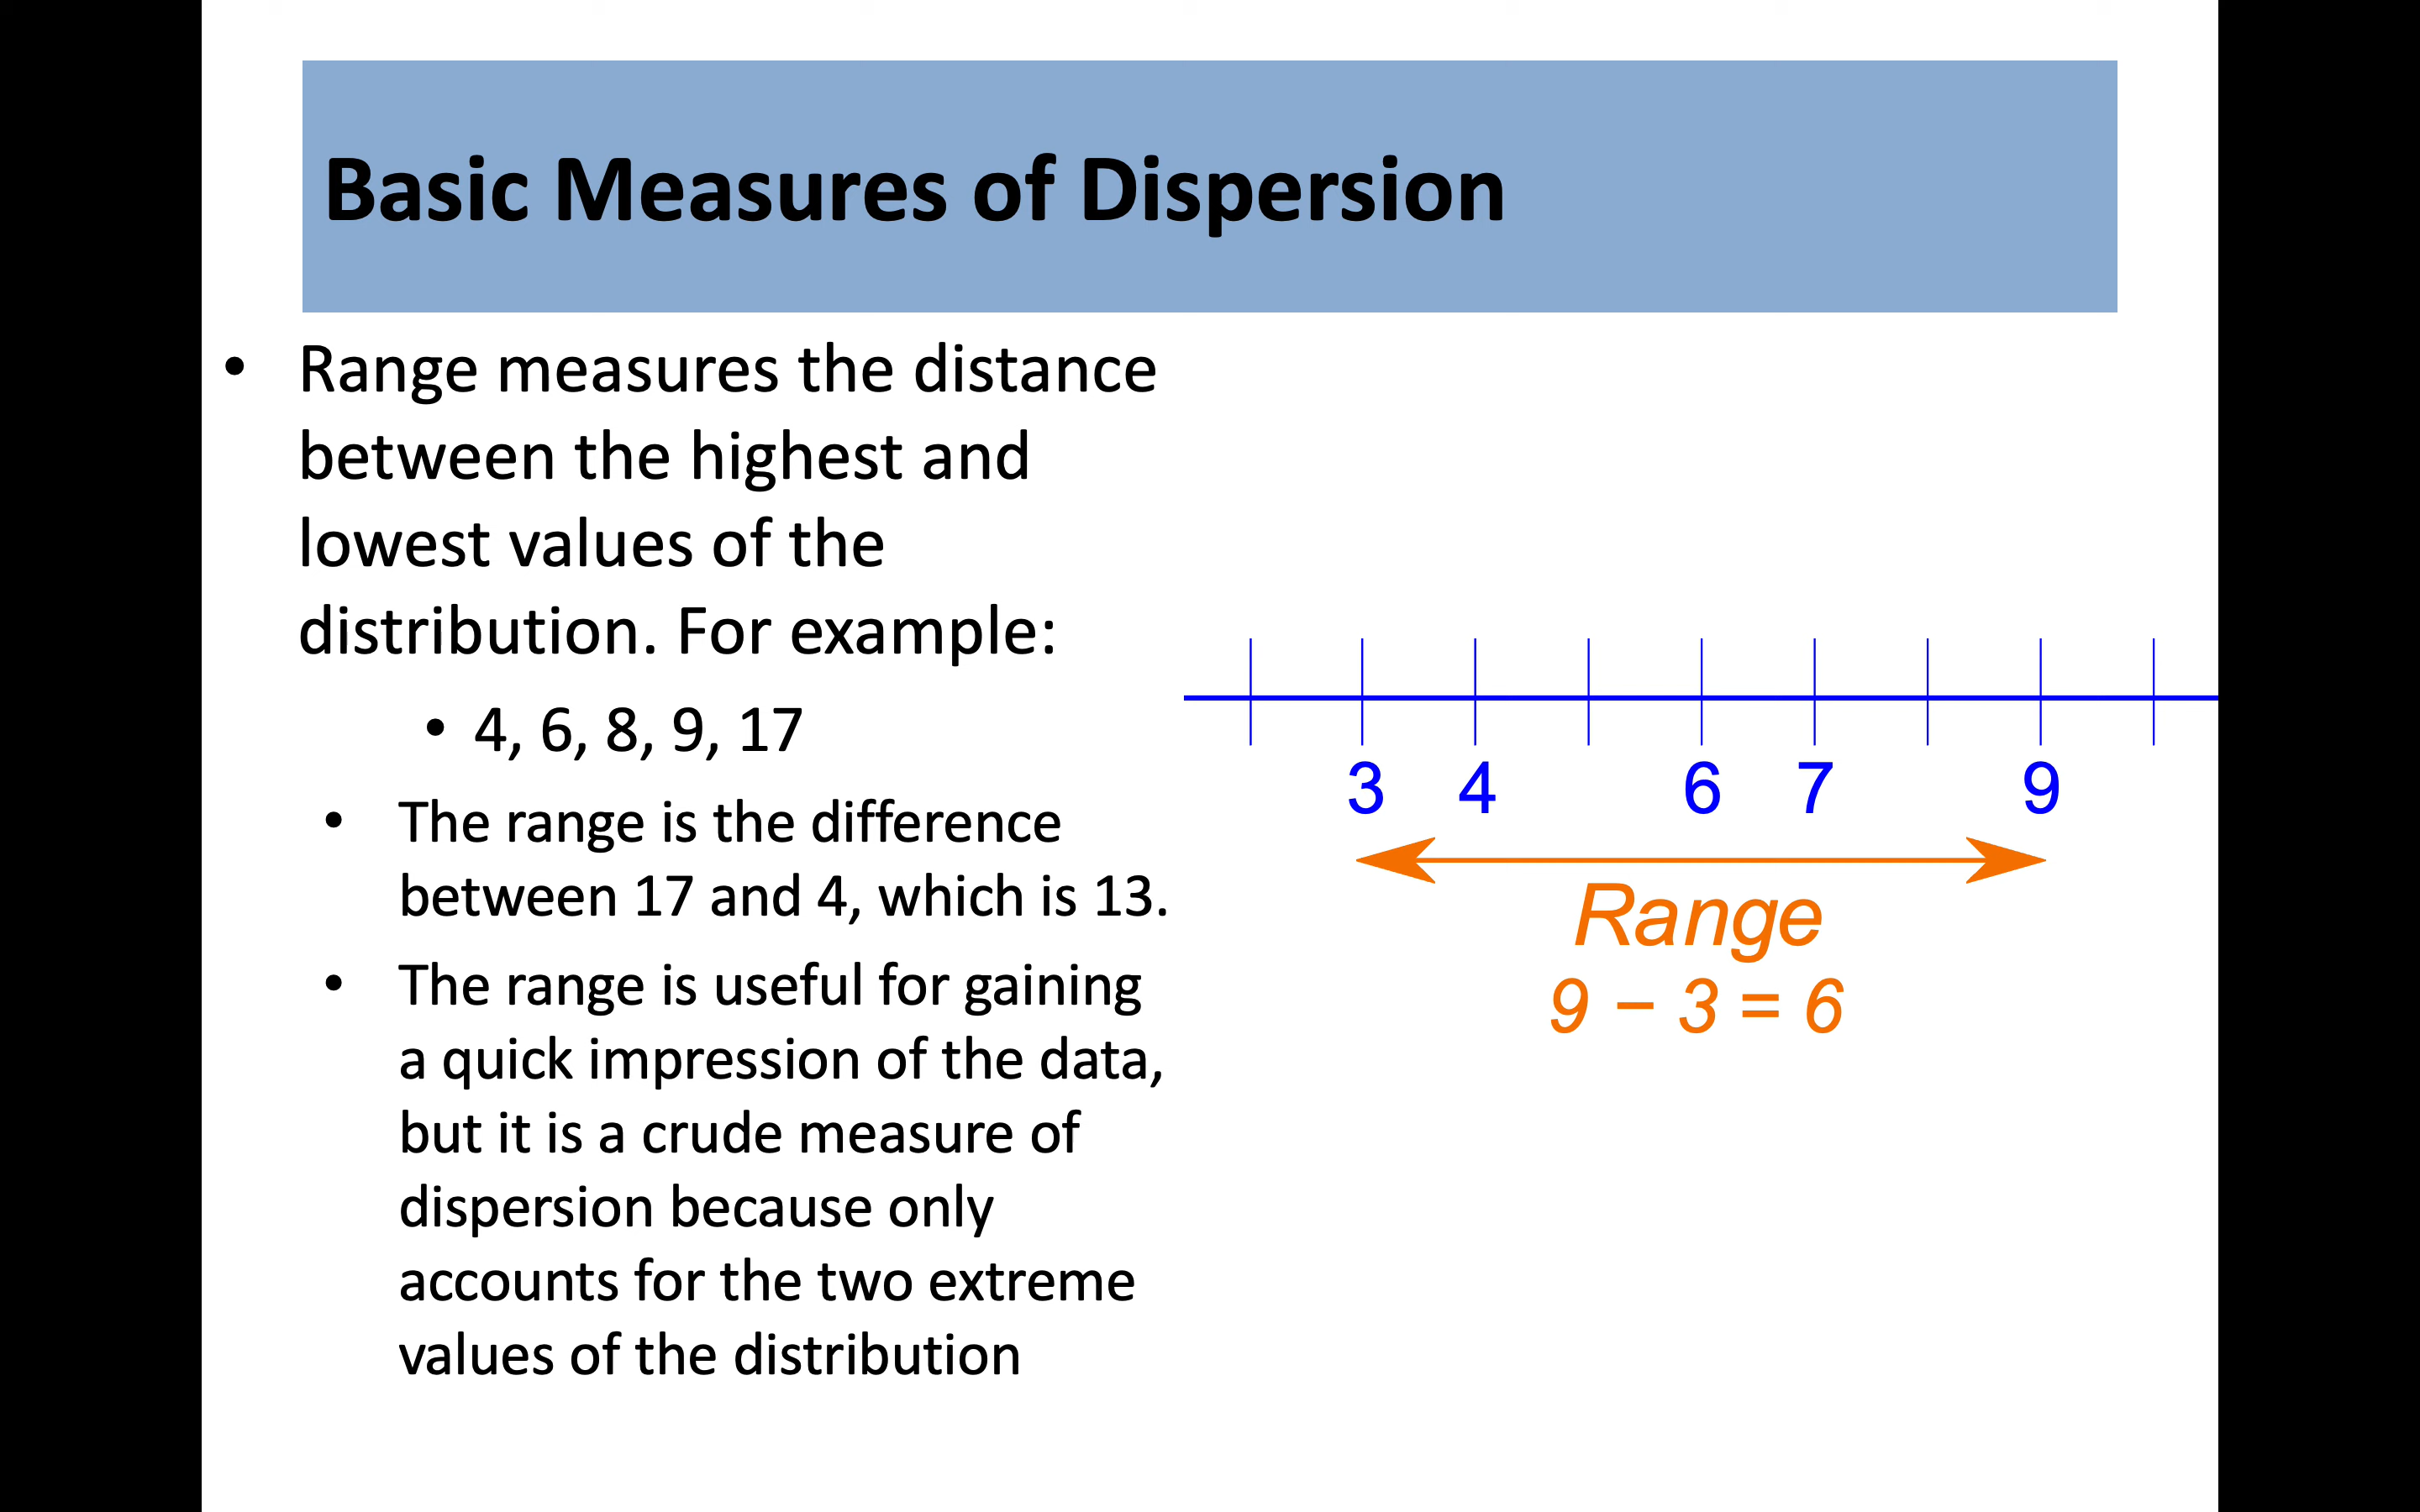 Basic Measures of Dispersion
• Range measures the distance
between the highest and
lowest values of the
distribution. For example:
• 4, 6, 8, 9, 17
• The range is the difference
between 17 and 4, which is 13.
• The range is useful for gaining
a quick impression of the data,
but it is a crude measure of
dispersion because only
accounts for the two extreme
values of the distribution
3 4 6 7 9
Range
9 – 3 = 6